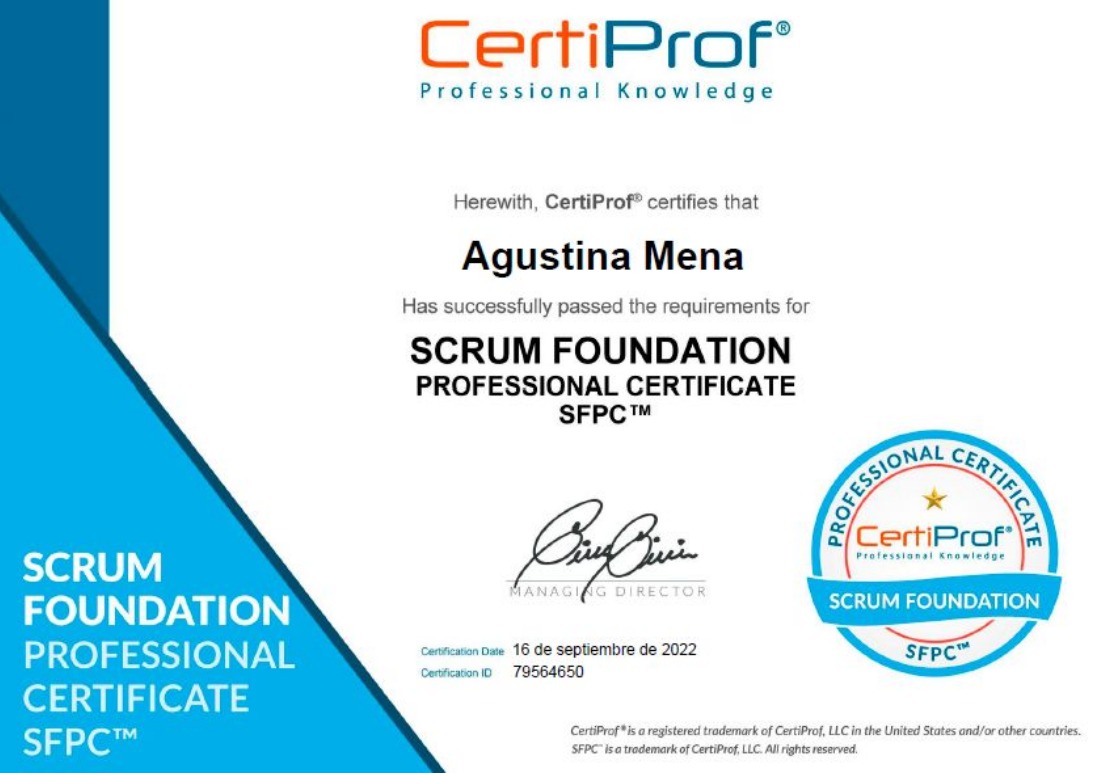 CertiProf®
Professional Knowledge
Herewith, CertiProf® certifies that
Agustina Mena
Has successfully passed the requirements for
SCRUM FOUNDATION
PROFESSIONAL CERTIFICATE
SFPC™
MANAGING DIRECTOR
Certification Date 16 de septiembre de 2022
Certification ID 79564650
PROFESSIONAL CERTIFICATE
CertiProf®
Professional Knowledge
SCRUM FOUNDATION
SFPC™
SCRUM
FOUNDATION
PROFESSIONAL
CERTIFICATE
SFPC™
CertiProf® is a registered trademark of CertiProf, LLC in the United States and/or other countries.
SFPC™ is a trademark of CertiProf, LLC. All rights reserved.